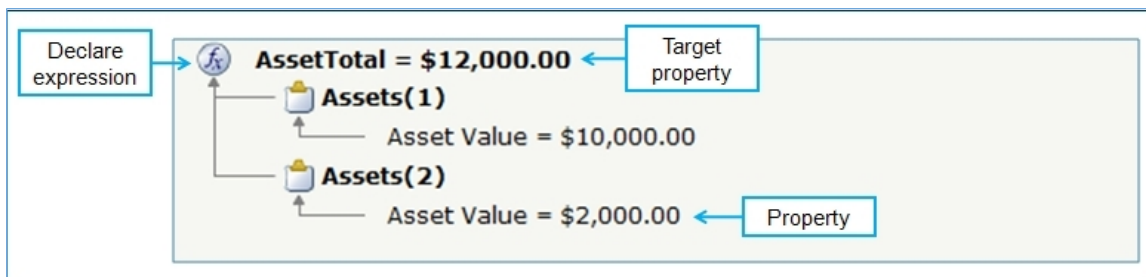 Declare
expression
fx
AssetTotal = $12,000.00
Target
property
Assets(1)
Asset Value = $10,000.00
Assets(2)
Asset Value = $2,000.00
Property